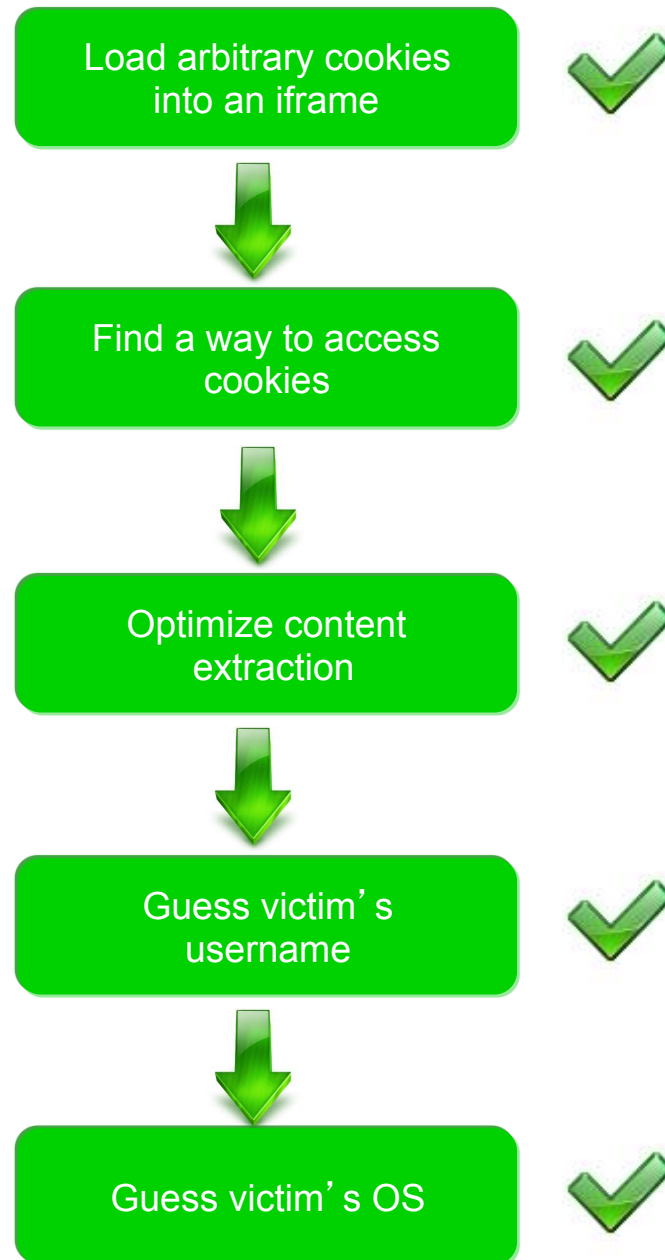 Load arbitrary cookies
into an iframe
Find a way to access
cookies
Optimize content
extraction
Guess victim’s
username
Guess victim’s OS